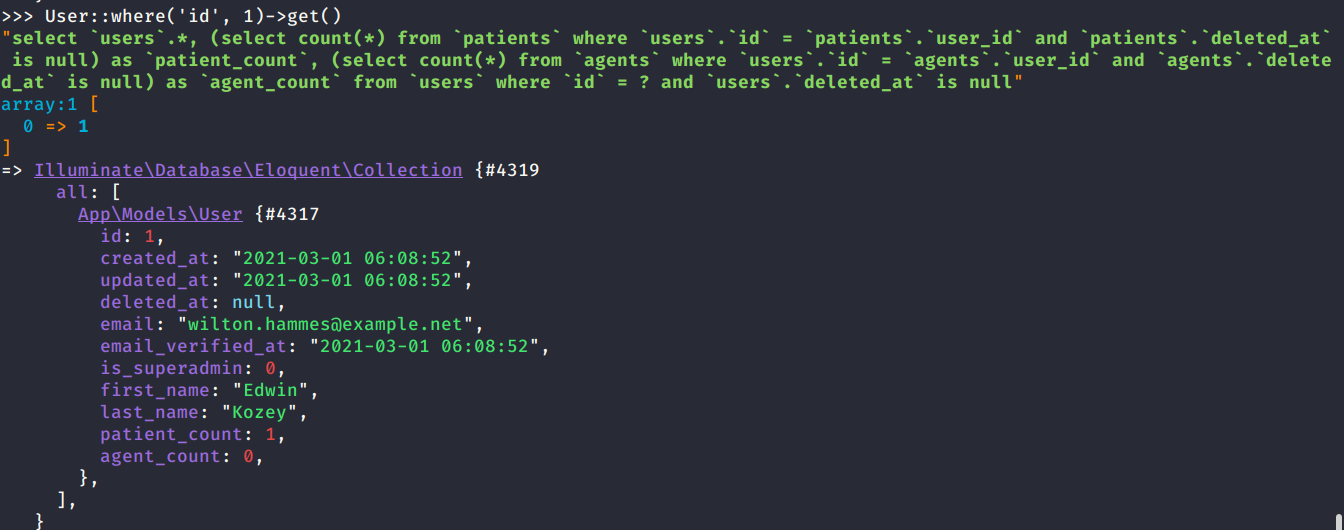 >>> User::where('id', 1)->get()
"select `users`.*, (select count(*) from `patients` where `users`.`id` = `patients`.`user_id` and `patients`.`deleted_at`
 is null) as `patient_count`, (select count(*) from `agents` where `users`.`id` = `agents`.`user_id` and `agents`.`delete
d_at` is null) as `agent_count` from `users` where `id` = ? and `users`.`deleted_at` is null"
array:1 [
  0 => 1
]
=> Illuminate\Database\Eloquent\Collection {#4319
     all: [
       App\Models\User {#4317
         id: 1,
         created_at: "2021-03-01 06:08:52",
         updated_at: "2021-03-01 06:08:52",
         deleted_at: null,
         email: "wilton.hammes@example.net",
         email_verified_at: "2021-03-01 06:08:52",
         is_superadmin: 0,
         first_name: "Edwin",
         last_name: "Kozey",
         patient_count: 1,
         agent_count: 0,
       },
     ],
   }